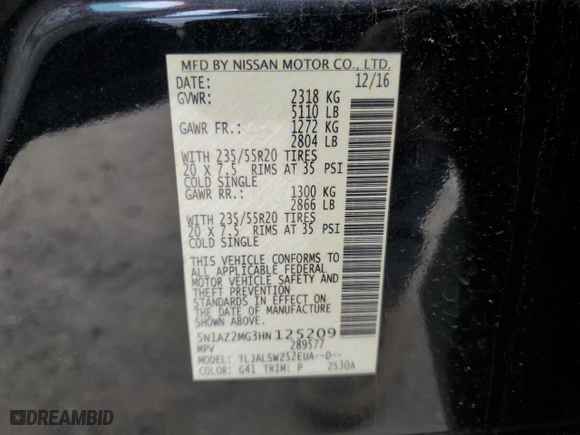 MFD BY NISSAN MOTOR CO., LTD.
DATE: 12/16
GVWR: 2318 KG
5110 LB
GAWR FR.: 1272 KG
2804 LB
WITH 235/55R20 TIRES
20 X 7.5 RIMS AT 35 PSI
COLD SINGLE
GAWR RR.: 1300 KG
2866 LB
WITH 235/55R20 TIRES
20 X 7.5 RIMS AT 35 PSI
COLD SINGLE
THIS VEHICLE CONFORMS TO
ALL APPLICABLE FEDERAL
MOTOR VEHICLE SAFETY AND
THEFT PREVENTION
STANDARDS IN EFFECT ON
THE DATE OF MANUFACTURE
SHOWN ABOVE.
5N1AZ2MG3HN125209
MPV 289577
MODEL: TLJALSWZ52EUA--D--
COLOR: G41 TRIM: P 2S30A
DREAMBID